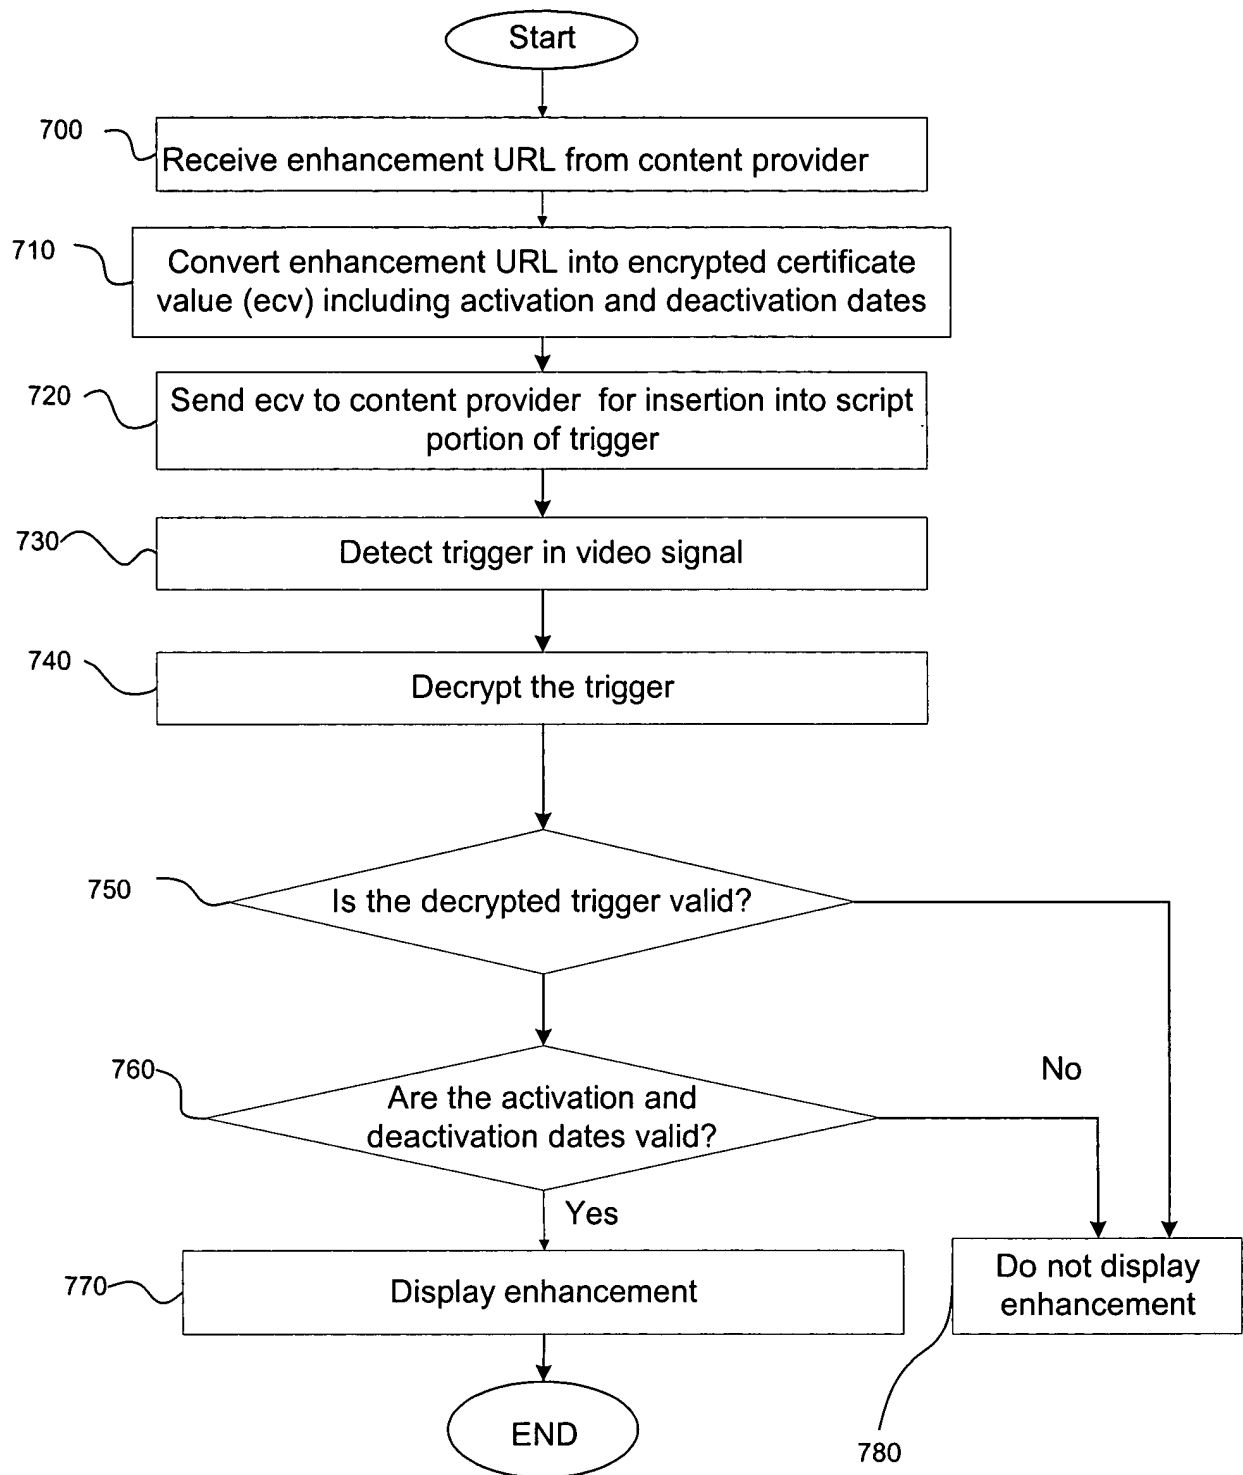 Start
700
Receive enhancement URL from content provider
710
Convert enhancement URL into encrypted certificate
value (ecv) including activation and deactivation dates
720
Send ecv to content provider for insertion into script
portion of trigger
730
Detect trigger in video signal
740
Decrypt the trigger
750
Is the decrypted trigger valid?
760
Are the activation and
deactivation dates valid?
No
Yes
770
Display enhancement
Do not display
enhancement
END
780